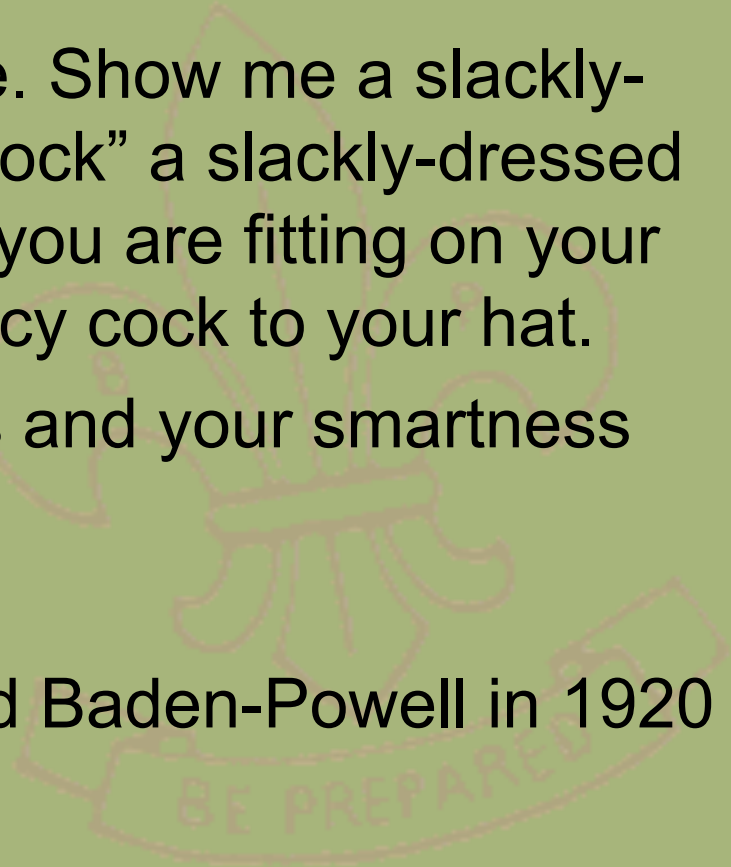 e. Show me a slackly-
ock” a slackly-dressed
you are fitting on your
cy cock to your hat.
s and your smartness
d Baden-Powell in 1920
BE PREPARED